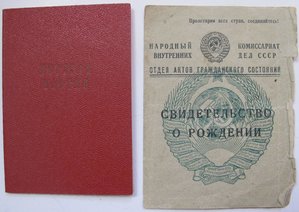 Пролетарии всех стран, соединяйтесь!
НАРОДНЫЙ КОМИССАРИАТ
ВНУТРЕННИХ ДЕЛ СССР
ОТДЕЛ АКТОВ ГРАЖДАНСКОГО СОСТОЯНИЯ
СВИДЕТЕЛЬСТВО
О РОЖДЕНИИ